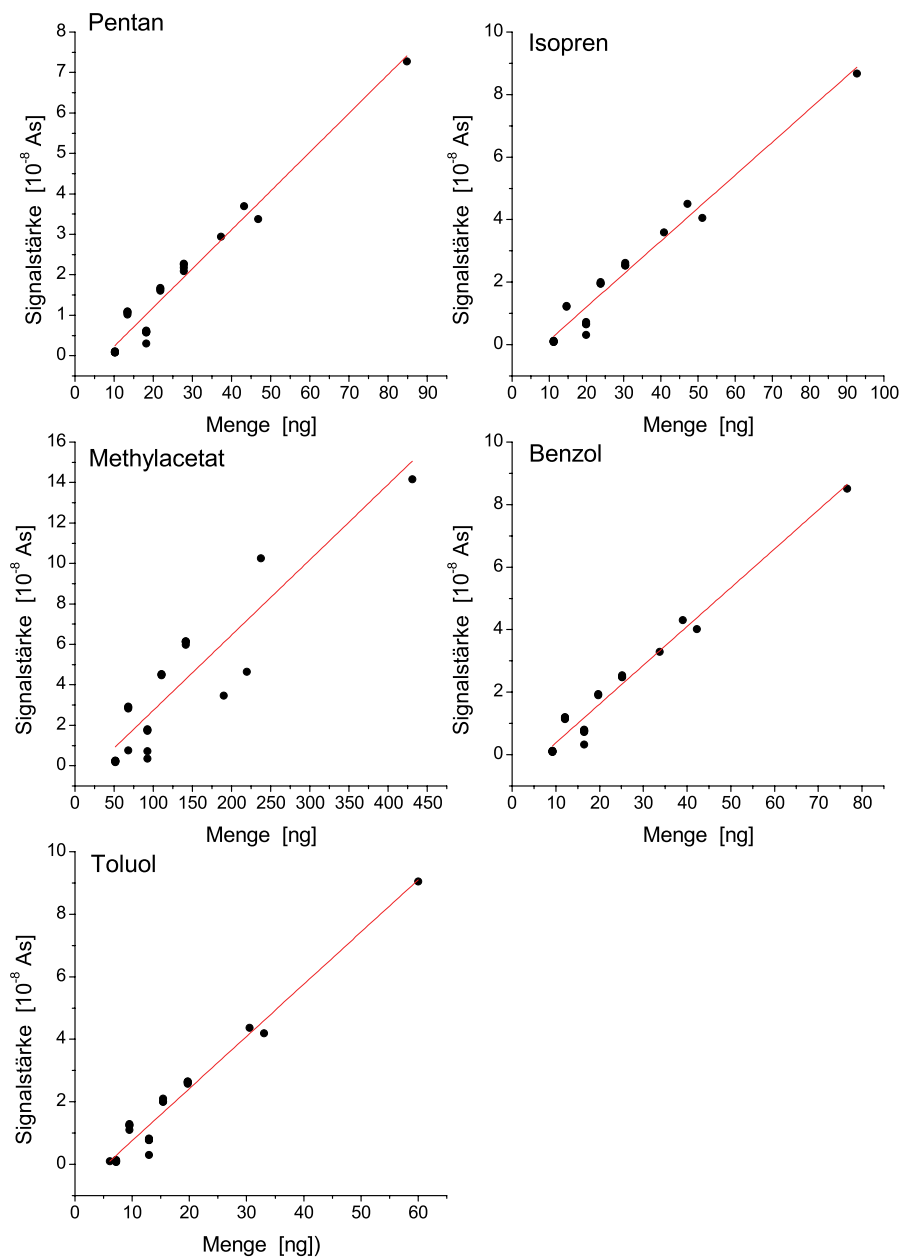 Pentan
8
7
6
5
4
3
2
1
0
Signalstärke [10⁻⁸ As]
0 10 20 30 40 50 60 70 80 90
Menge [ng]
Isopren
10
8
6
4
2
0
Signalstärke [10⁻⁸ As]
0 10 20 30 40 50 60 70 80 90 100
Menge [ng]
Methylacetat
16
14
12
10
8
6
4
2
0
Signalstärke [10⁻⁸ As]
0 50 100 150 200 250 300 350 400 450
Menge [ng]
Benzol
10
8
6
4
2
0
Signalstärke [10⁻⁸ As]
0 10 20 30 40 50 60 70 80
Menge [ng]
Toluol
10
8
6
4
2
0
Signalstärke [10⁻⁸ As]
0 10 20 30 40 50 60
Menge [ng])